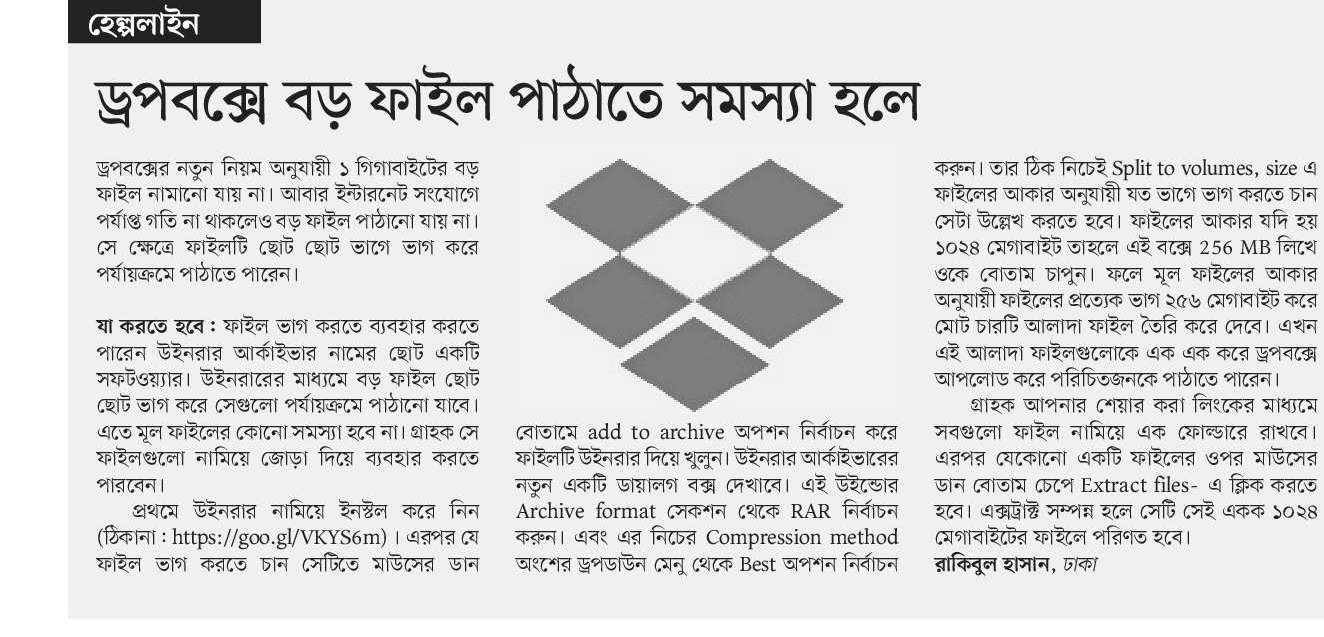 হেল্পলাইন
ড্রপবক্সে বড় ফাইল পাঠাতে সমস্যা হলে
ড্রপবক্সের নতুন নিয়ম অনুযায়ী ১ গিগাবাইটের বড়
ফাইল নামানো যায় না। আবার ইন্টারনেট সংযোগে
পর্যাপ্ত গতি না থাকলেও বড় ফাইল পাঠানো যায় না।
সে ক্ষেত্রে ফাইলটি ছোট ছোট ভাগে ভাগ করে
পর্যায়ক্রমে পাঠাতে পারেন।
যা করতে হবে : ফাইল ভাগ করতে ব্যবহার করতে
পারেন উইনরার আর্কাইভার নামের ছোট একটি
সফটওয়্যার। উইনরারের মাধ্যমে বড় ফাইল ছোট
ছোট ভাগ করে সেগুলো পর্যায়ক্রমে পাঠানো যাবে।
এতে মূল ফাইলের কোনো সমস্যা হবে না। গ্রাহক সে
ফাইলগুলো নামিয়ে জোড়া দিয়ে ব্যবহার করতে
পারবেন।
প্রথমে উইনরার নামিয়ে ইনস্টল করে নিন
(ঠিকানা : https://goo.gl/VKYS6m) । এরপর যে
ফাইল ভাগ করতে চান সেটিতে মাউসের ডান
বোতামে add to archive অপশন নির্বাচন করে
ফাইলটি উইনরার দিয়ে খুলুন। উইনরার আর্কাইভারের
নতুন একটি ডায়ালগ বক্স দেখাবে। এই উইন্ডোর
Archive format সেকশন থেকে RAR নির্বাচন
করুন। এবং এর নিচের Compression method
অংশের ড্রপডাউন মেনু থেকে Best অপশন নির্বাচন
করুন। তার ঠিক নিচেই Split to volumes, size এ
ফাইলের আকার অনুযায়ী যত ভাগে ভাগ করতে চান
সেটা উল্লেখ করতে হবে। ফাইলের আকার যদি হয়
১০২৪ মেগাবাইট তাহলে এই বক্সে 256 MB লিখে
ওকে বোতাম চাপুন। ফলে মূল ফাইলের আকার
অনুযায়ী ফাইলের প্রত্যেক ভাগ ২৫৬ মেগাবাইট করে
মোট চারটি আলাদা ফাইল তৈরি করে দেবে। এখন
এই আলাদা ফাইলগুলোকে এক এক করে ড্রপবক্সে
আপলোড করে পরিচিতজনকে পাঠাতে পারেন।
গ্রাহক আপনার শেয়ার করা লিংকের মাধ্যমে
সবগুলো ফাইল নামিয়ে এক ফোল্ডারে রাখবে।
এরপর যেকোনো একটি ফাইলের ওপর মাউসের
ডান বোতাম চেপে Extract files- এ ক্লিক করতে
হবে। এক্সট্রাক্ট সম্পন্ন হলে সেটি সেই একক ১০২৪
মেগাবাইটের ফাইলে পরিণত হবে।
রাকিবুল হাসান, ঢাকা